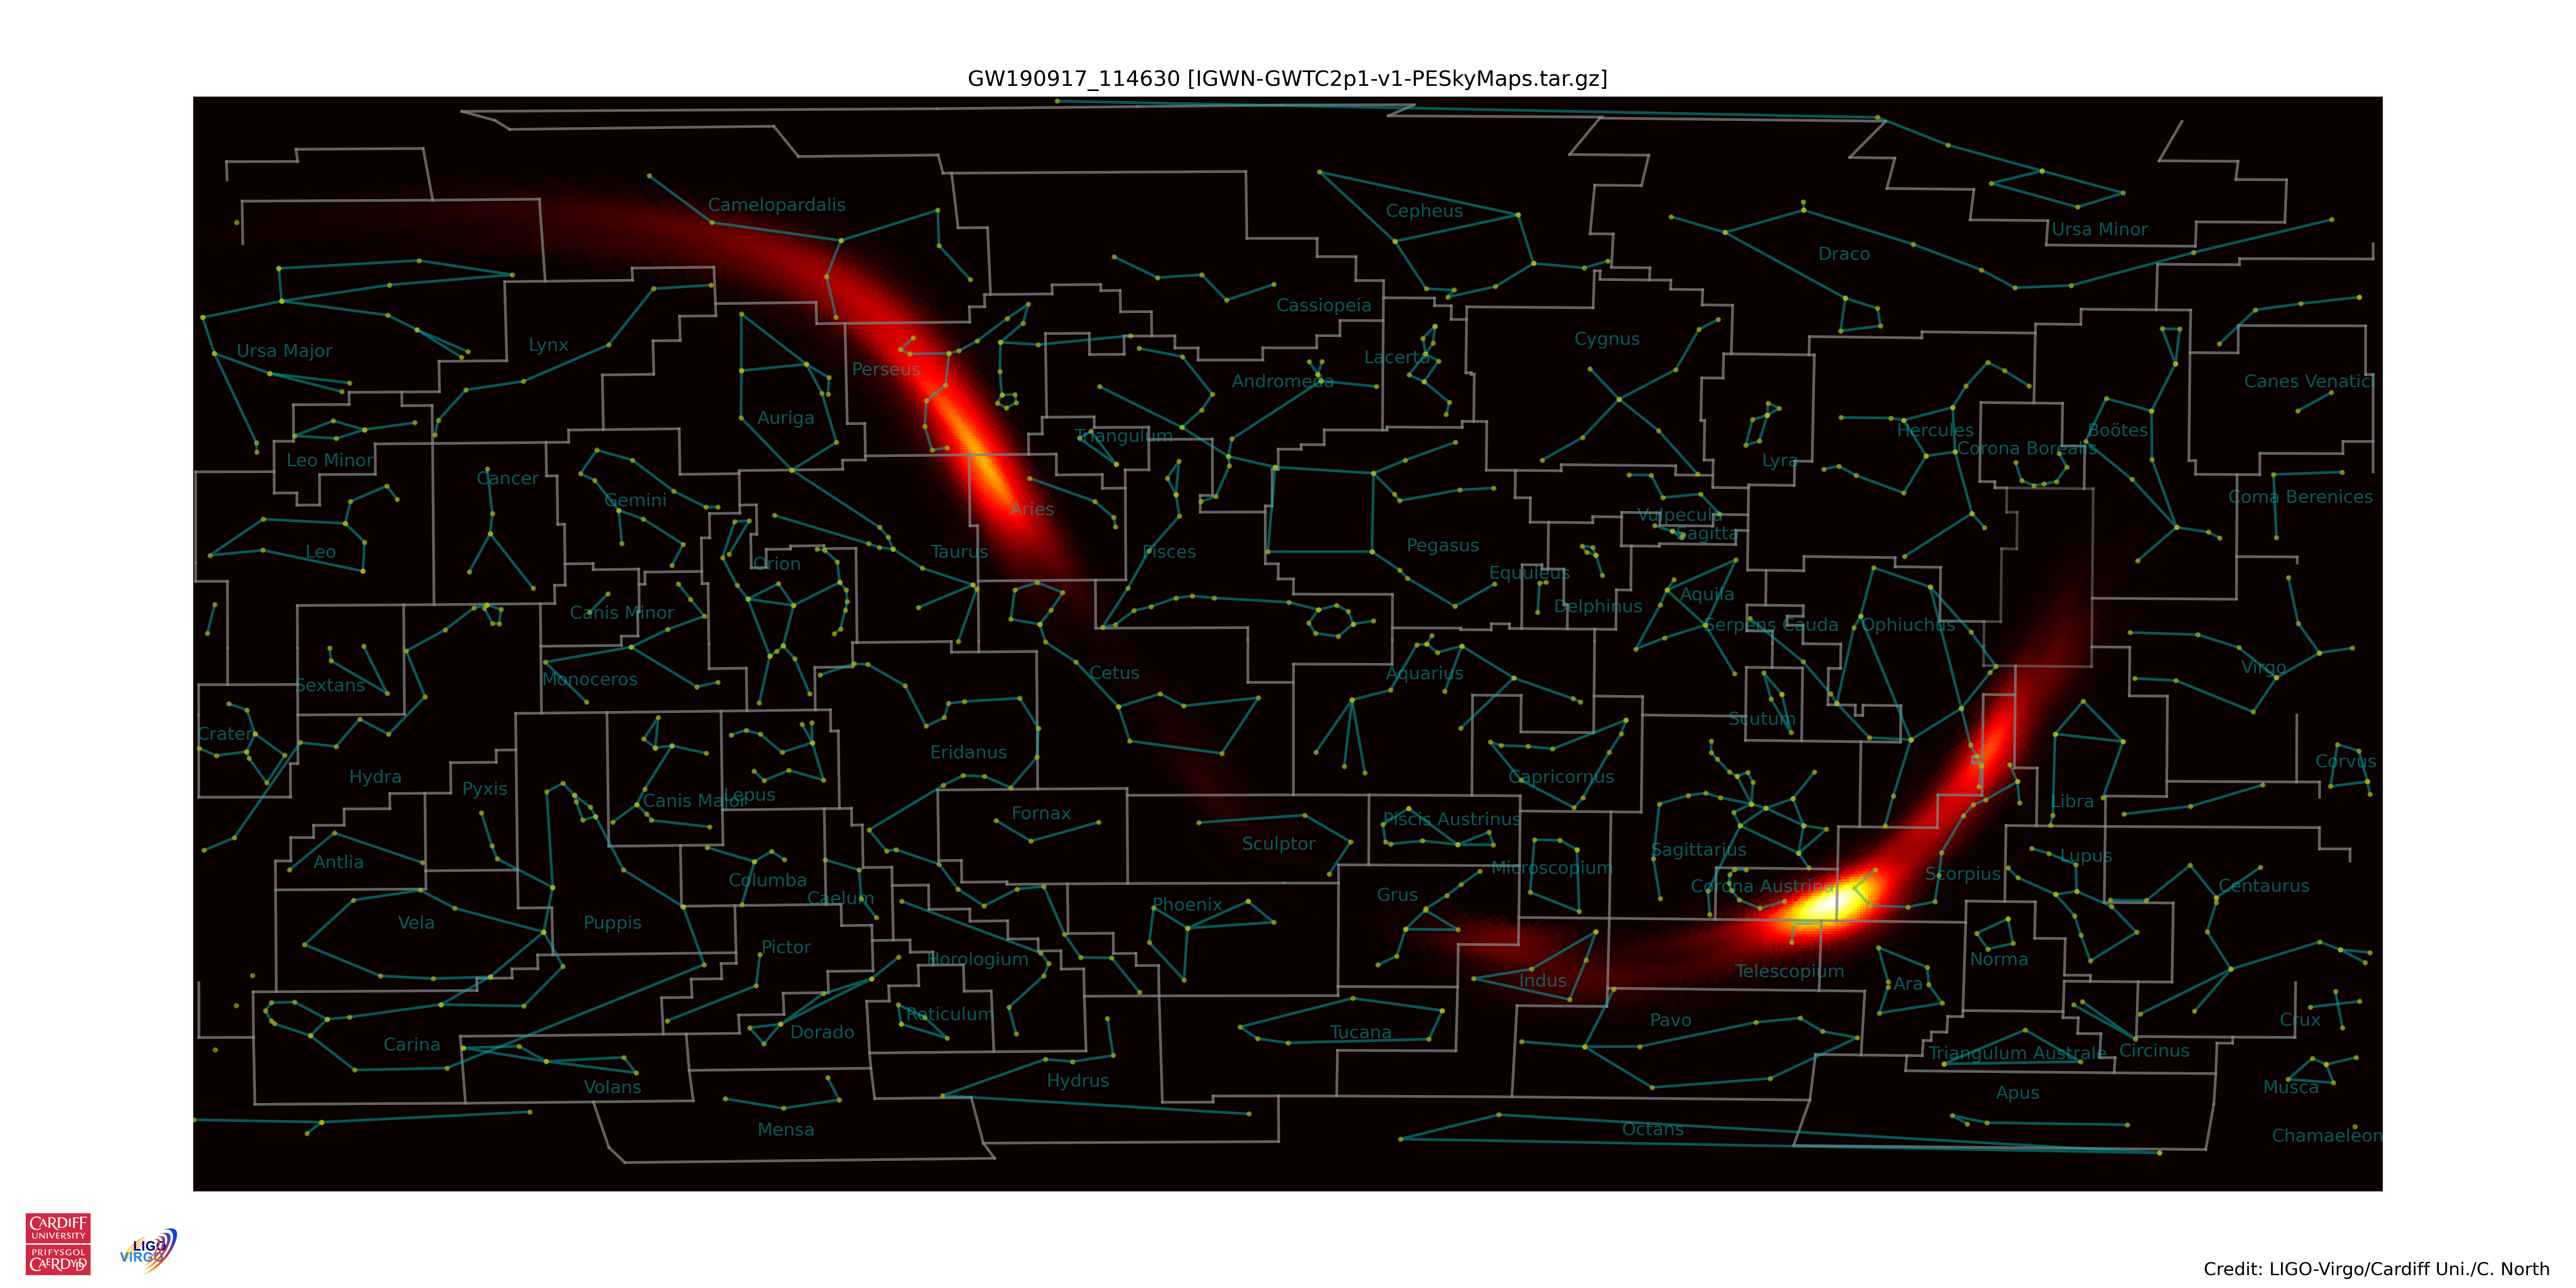 GW190917_114630 [IGWN-GWTC2p1-v1-PESkyMaps.tar.gz]
Camelopardalis
Cepheus
Ursa Minor
Draco
Cassiopeia
Cygnus
Ursa Major
Lynx
Lacerta
Perseus
Andromeda
Canes Venatici
Auriga
Triangulum
Hercules
Boötes
Corona Borealis
Leo Minor
Lyra
Cancer
Gemini
Coma Berenices
Aries
Vulpecula
Sagitta
Leo
Taurus
Pisces
Pegasus
Orion
Equuleus
Aquila
Delphinus
Canis Minor
Serpens Cauda
Ophiuchus
Virgo
Cetus
Aquarius
Monoceros
Sextans
Scutum
Crater
Eridanus
Corvus
Hydra
Capricornus
Pyxis
Lepus
Canis Major
Libra
Fornax
Piscis Austrinus
Sculptor
Sagittarius
Lupus
Antlia
Microscopium
Scorpius
Columba
Corona Austrina
Centaurus
Grus
Caelum
Phoenix
Vela
Puppis
Pictor
Horologium
Norma
Telescopium
Indus
Ara
Reticulum
Pavo
Crux
Dorado
Tucana
Carina
Circinus
Triangulum Australe
Hydrus
Volans
Musca
Apus
Mensa
Octans
Chamaeleon
CARDIFF
UNIVERSITY
PRIFYSGOL
CAERDYDD
LIGO
VIRGO
Credit: LIGO-Virgo/Cardiff Uni./C. North